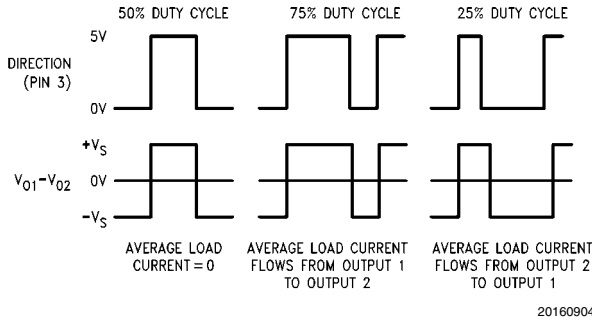 50% DUTY CYCLE 75% DUTY CYCLE 25% DUTY CYCLE
5V
DIRECTION
(PIN 3)
0V
+VS
VO1-VO2 0V
-VS
AVERAGE LOAD
CURRENT = 0
AVERAGE LOAD CURRENT
FLOWS FROM OUTPUT 1
TO OUTPUT 2
AVERAGE LOAD CURRENT
FLOWS FROM OUTPUT 2
TO OUTPUT 1
20160904